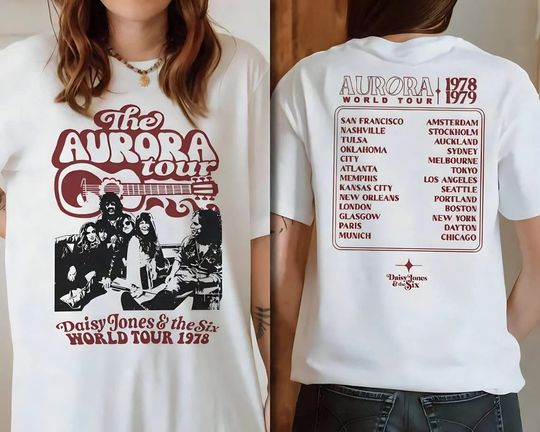 The
AURORA
tour
Daisy Jones & the Six
WORLD TOUR 1978
AURORA 1978
WORLD TOUR 1979
SAN FRANCISCO
NASHVILLE
TULSA
OKLAHOMA
CITY
ATLANTA
MEMPHIS
KANSAS CITY
NEW ORLEANS
LONDON
GLASGOW
PARIS
MUNICH
AMSTERDAM
STOCKHOLM
AUCKLAND
SYDNEY
MELBOURNE
TOKYO
LOS ANGELES
SEATTLE
PORTLAND
BOSTON
NEW YORK
DAYTON
CHICAGO
Daisy Jones
& the Six